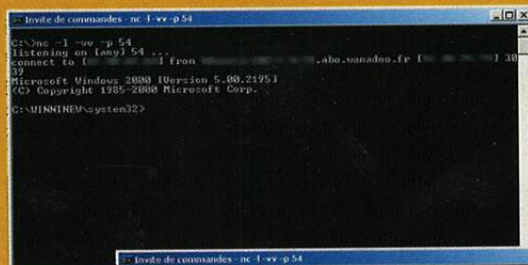 Invite de commandes - nc -l -vv -p 54
C:\>nc -l -vv -p 54
listening on [any] 54 ...
connect to [ ] from .abo.wanadoo.fr [ ] 30
39
Microsoft Windows 2000 [Version 5.00.2195]
(C) Copyright 1985-2000 Microsoft Corp.
C:\WINNINEW\system32>
Invite de commandes - nc -l -vv -p 54